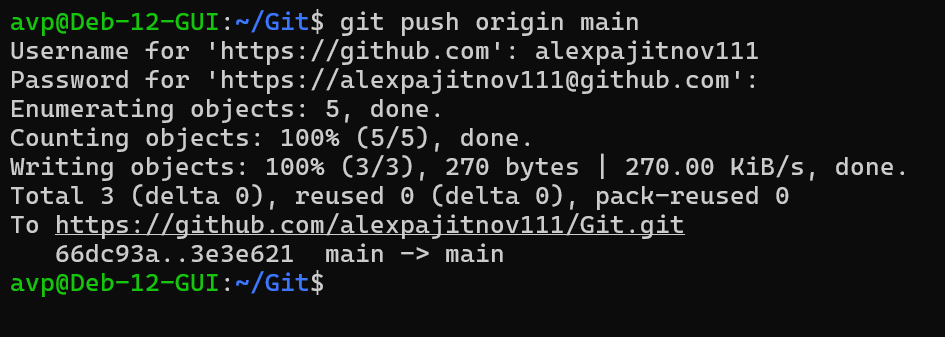 avp@Deb-12-GUI:~/Git$ git push origin main
Username for 'https://github.com': alexpajitnov111
Password for 'https://alexpajitnov111@github.com':
Enumerating objects: 5, done.
Counting objects: 100% (5/5), done.
Writing objects: 100% (3/3), 270 bytes | 270.00 KiB/s, done.
Total 3 (delta 0), reused 0 (delta 0), pack-reused 0
To https://github.com/alexpajitnov111/Git.git
   66dc93a..3e3e621  main -> main
avp@Deb-12-GUI:~/Git$